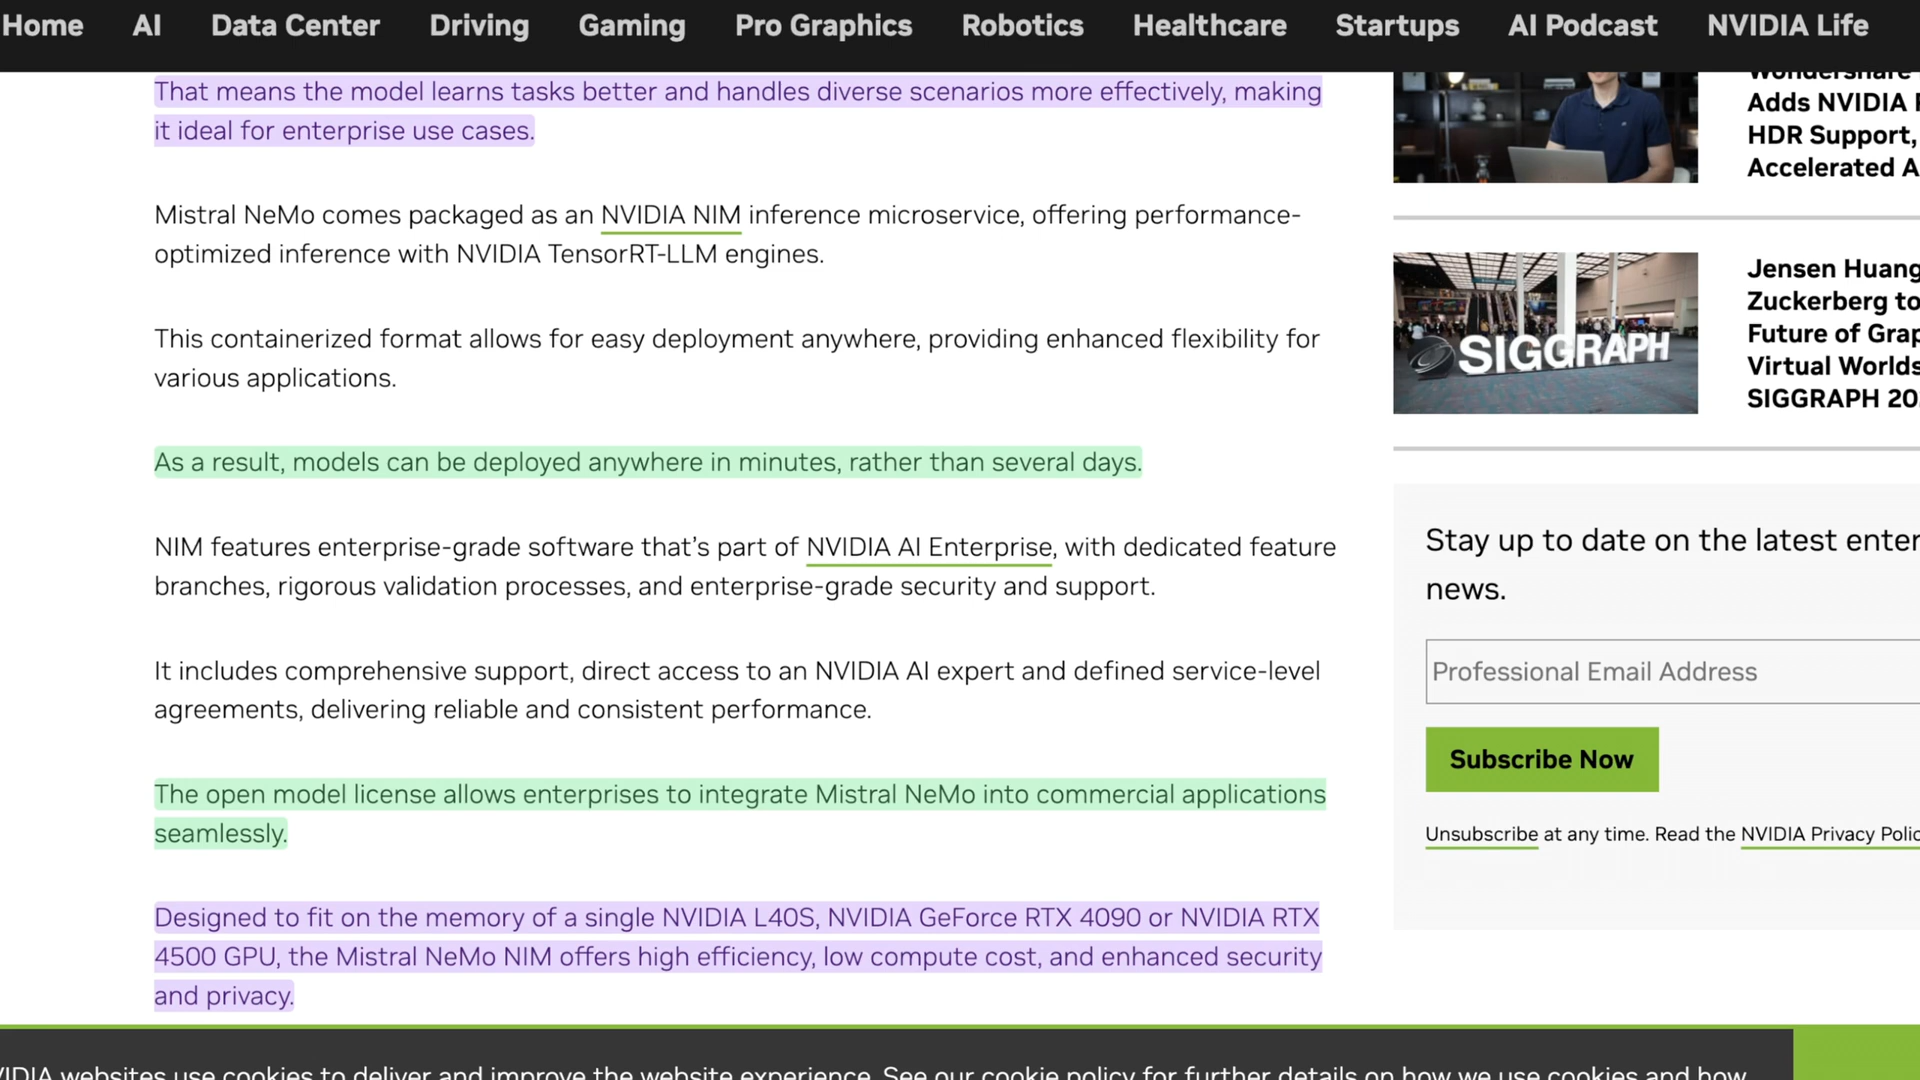 Home AI Data Center Driving Gaming Pro Graphics Robotics Healthcare Startups AI Podcast NVIDIA Life
That means the model learns tasks better and handles diverse scenarios more effectively, making
it ideal for enterprise use cases.
Mistral NeMo comes packaged as an NVIDIA NIM inference microservice, offering performance-
optimized inference with NVIDIA TensorRT-LLM engines.
This containerized format allows for easy deployment anywhere, providing enhanced flexibility for
various applications.
As a result, models can be deployed anywhere in minutes, rather than several days.
NIM features enterprise-grade software that’s part of NVIDIA AI Enterprise, with dedicated feature
branches, rigorous validation processes, and enterprise-grade security and support.
It includes comprehensive support, direct access to an NVIDIA AI expert and defined service-level
agreements, delivering reliable and consistent performance.
The open model license allows enterprises to integrate Mistral NeMo into commercial applications
seamlessly.
Designed to fit on the memory of a single NVIDIA L40S, NVIDIA GeForce RTX 4090 or NVIDIA RTX
4500 GPU, the Mistral NeMo NIM offers high efficiency, low compute cost, and enhanced security
and privacy.
Wondershare
Adds NVIDIA
HDR Support,
Accelerated
SIGGRAPH
Jensen Huang
Zuckerberg to
Future of
Virtual Worlds
SIGGRAPH
Stay up to date on the latest
news.
Professional Email Address
Subscribe Now
Unsubscribe at any time. Read the NVIDIA Privacy
websites use cookies to deliver and improve the website experience. See our cookie policy for further details on how we use cookies and how